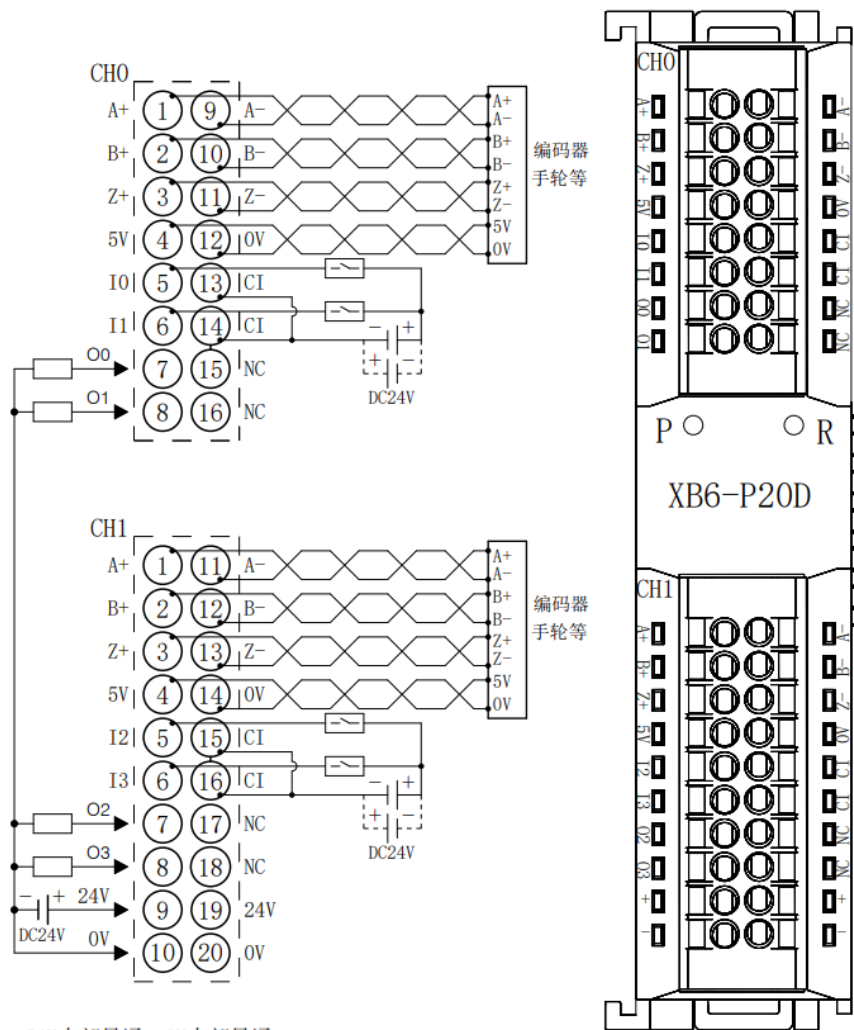 CH0
A+ 1 9 A- A+
A-
B+ 2 10 B- B+
B-
编码器
手轮等
Z+ 3 11 Z- Z+
Z-
5V 4 12 0V 5V
0V
I0 5 13 CI
I1 6 14 CI
- +
+ -
DC24V
O0 7 15 NC
O1 8 16 NC
CH1
A+ 1 11 A- A+
A-
B+ 2 12 B- B+
B-
编码器
手轮等
Z+ 3 13 Z- Z+
Z-
5V 4 14 0V 5V
0V
I2 5 15 CI
I3 6 16 CI
- +
+ -
DC24V
O2 7 17 NC
O3 8 18 NC
- + 24V 9 19 24V
DC24V
0V 10 20 0V
CH0
A+ A-
B+ B-
Z+ Z-
5V 0V
I0 CI
I1 CI
O0 NC
O1 NC
P R
XB6-P20D
CH1
A+ A-
B+ B-
Z+ Z-
5V 0V
I2 CI
I3 CI
O2 NC
O3 NC
+ +
- -